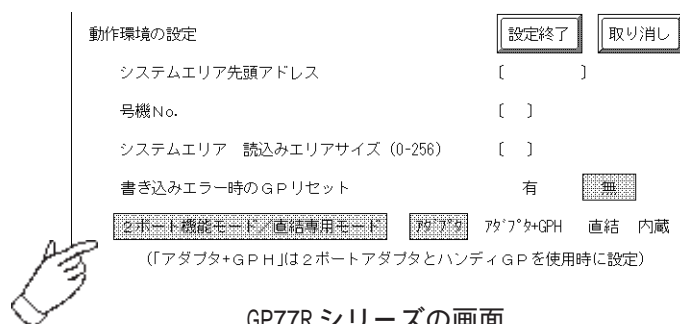 動作環境の設定 設定終了 取り消し
システムエリア先頭アドレス [ ]
号機No. [ ]
システムエリア 読込みエリアサイズ (0-256) [ ]
書き込みエラー時のGPリセット 有 無
2ポート機能モード/直結専用モード アダプタ アダプタ+GPH 直結 内蔵
(「アダプタ+GPH」は2ポートアダプタとハンディGPを使用時に設定)
GP77Rシリーズの画面